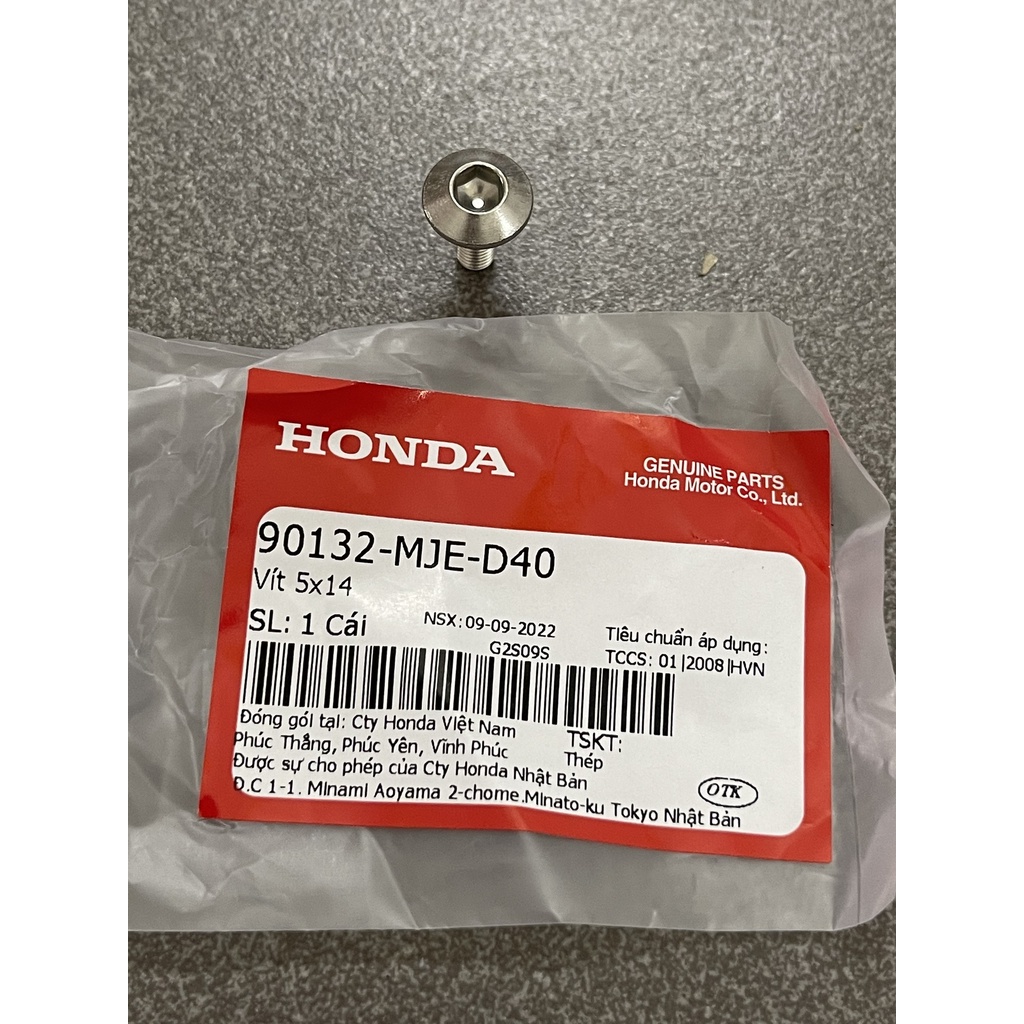 HONDA
GENUINE PARTS
Honda Motor Co., Ltd.
90132-MJE-D40
Vít 5x14
SL: 1 Cái
NSX: 09-09-2022
G2S09S
Tiêu chuẩn áp dụng:
TCCS: 01|2008|HVN
Đóng gói tại: Cty Honda Việt Nam
Phúc Thắng, Phúc Yên, Vĩnh Phúc
TSKT:
Thép
Được sự cho phép của Cty Honda Nhật Bản
Đ.C 1-1. Minami Aoyama 2-chome.Minato-ku Tokyo Nhật Bản
OTK